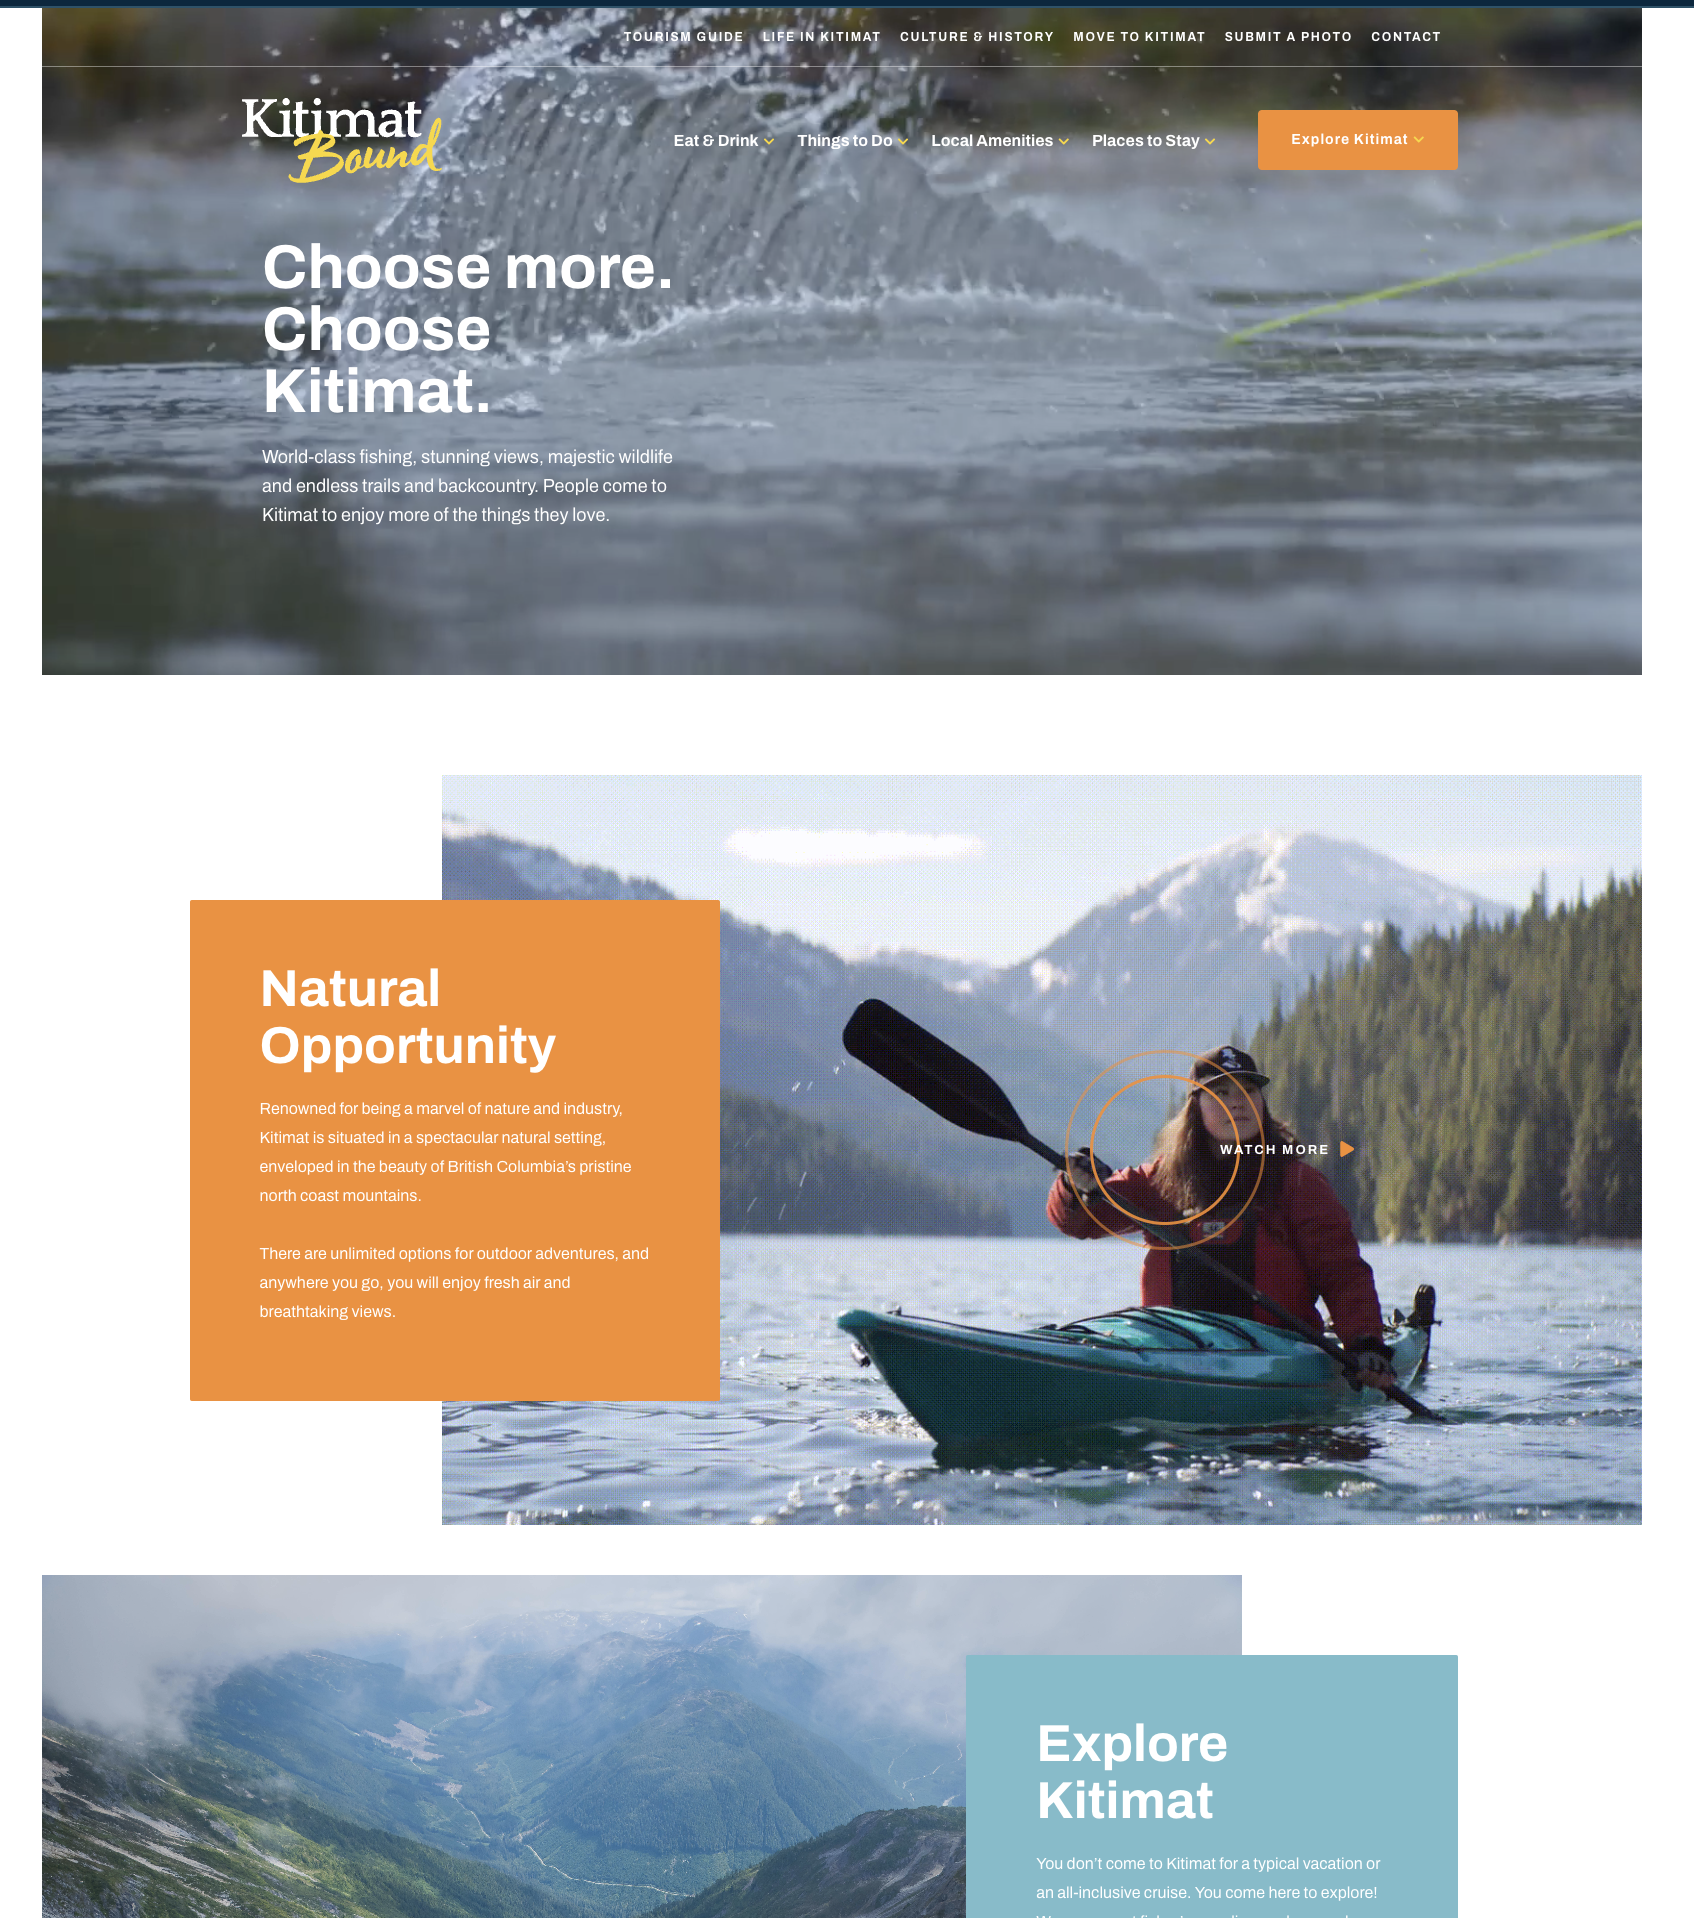 TOURISM GUIDE LIFE IN KITIMAT CULTURE & HISTORY MOVE TO KITIMAT SUBMIT A PHOTO CONTACT
Kitimat
Bound
Eat & Drink Things to Do Local Amenities Places to Stay Explore Kitimat
Choose more.
Choose
Kitimat.
World-class fishing, stunning views, majestic wildlife
and endless trails and backcountry. People come to
Kitimat to enjoy more of the things they love.
Natural
Opportunity
Renowned for being a marvel of nature and industry,
Kitimat is situated in a spectacular natural setting,
enveloped in the beauty of British Columbia’s pristine
north coast mountains.
There are unlimited options for outdoor adventures, and
anywhere you go, you will enjoy fresh air and
breathtaking views.
WATCH MORE
Explore
Kitimat
You don’t come to Kitimat for a typical vacation or
an all-inclusive cruise. You come here to explore!